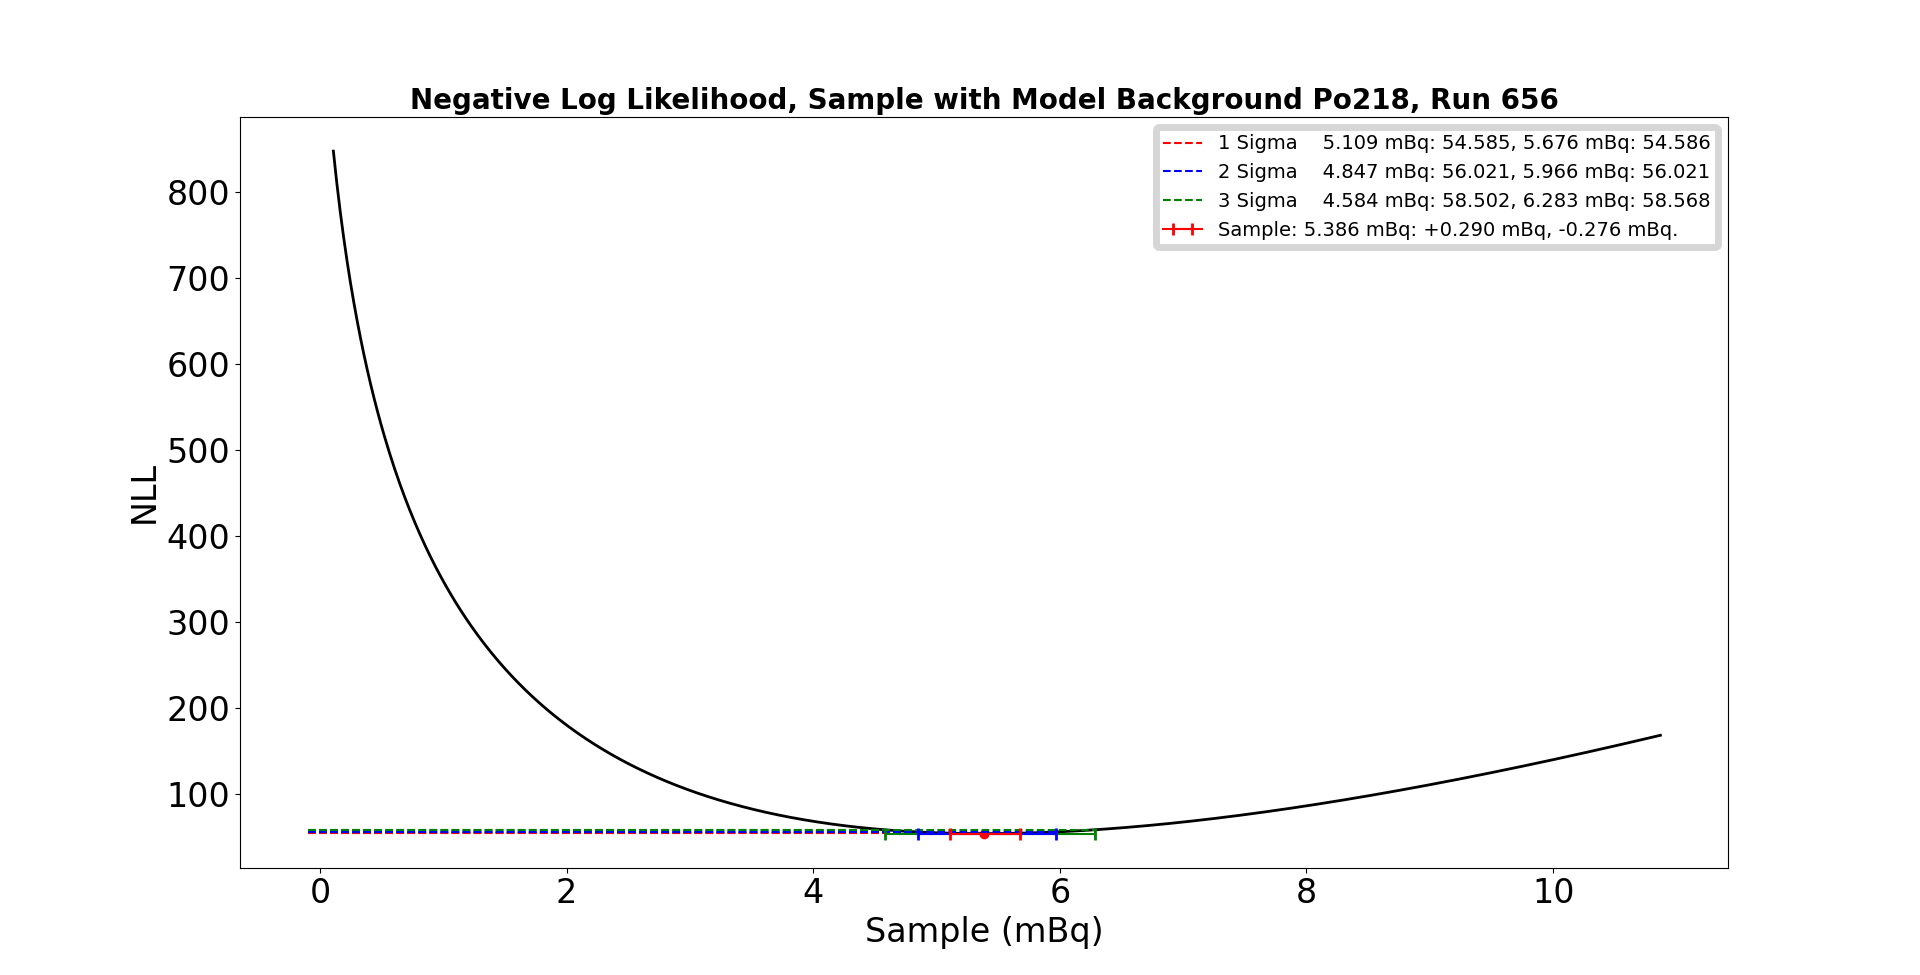 Negative Log Likelihood, Sample with Model Background Po218, Run 656
1 Sigma    5.109 mBq: 54.585, 5.676 mBq: 54.586
2 Sigma    4.847 mBq: 56.021, 5.966 mBq: 56.021
3 Sigma    4.584 mBq: 58.502, 6.283 mBq: 58.568
Sample: 5.386 mBq: +0.290 mBq, -0.276 mBq.
NLL
800
700
600
500
400
300
200
100
0 2 4 6 8 10
Sample (mBq)